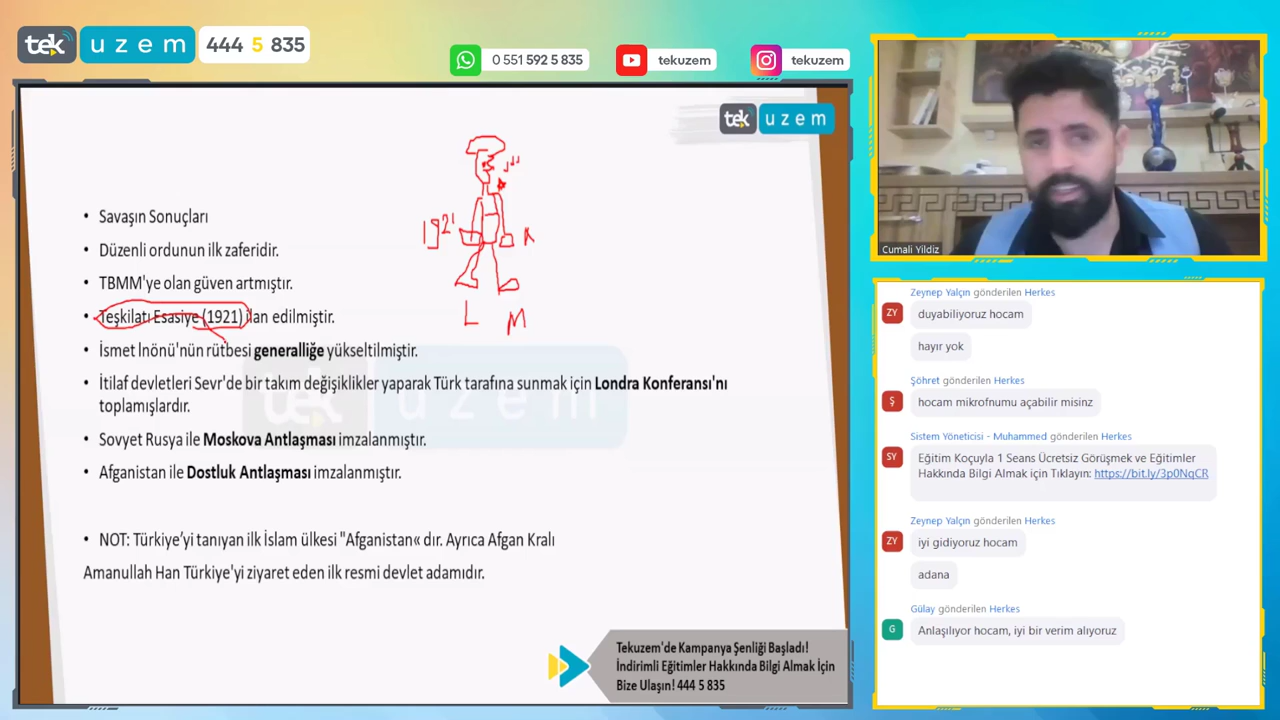 tek
uzem
444 5 835
0 551 592 5 835
tekuzem
tekuzem
tek
uzem
1921
K
L
M
• Savaşın Sonuçları
• Düzenli ordunun ilk zaferidir.
• TBMM'ye olan güven artmıştır.
• Teşkilatı Esasiye (1921) ilan edilmiştir.
• İsmet İnönü'nün rütbesi generalliğe yükseltilmiştir.
• İtilaf devletleri Sevr'de bir takım değişiklikler yaparak Türk tarafına sunmak için Londra Konferansı'nı
toplamışlardır.
• Sovyet Rusya ile Moskova Antlaşması imzalanmıştır.
• Afganistan ile Dostluk Antlaşması imzalanmıştır.
• NOT: Türkiye'yi tanıyan ilk İslam ülkesi "Afganistan« dır. Ayrıca Afgan Kralı
Amanullah Han Türkiye'yi ziyaret eden ilk resmi devlet adamıdır.
tek uzem
Tekuzem'de Kampanya Şenliği Başladı!
İndirimli Eğitimler Hakkında Bilgi Almak İçin
Bize Ulaşın! 444 5 835
Cumali Yildiz
Zeynep Yalçın gönderilen Herkes
ZY
duyabiliyoruz hocam
hayır yok
Şöhret gönderilen Herkes
Ş
hocam mikrofnumu açabilir misinz
Sistem Yöneticisi - Muhammed gönderilen Herkes
SY
Eğitim Koçuyla 1 Seans Ücretsiz Görüşmek ve Eğitimler
Hakkında Bilgi Almak için Tıklayın: https://bit.ly/3p0NqCR
Zeynep Yalçın gönderilen Herkes
ZY
iyi gidiyoruz hocam
adana
Gülay gönderilen Herkes
G
Anlaşılıyor hocam, iyi bir verim alıyoruz